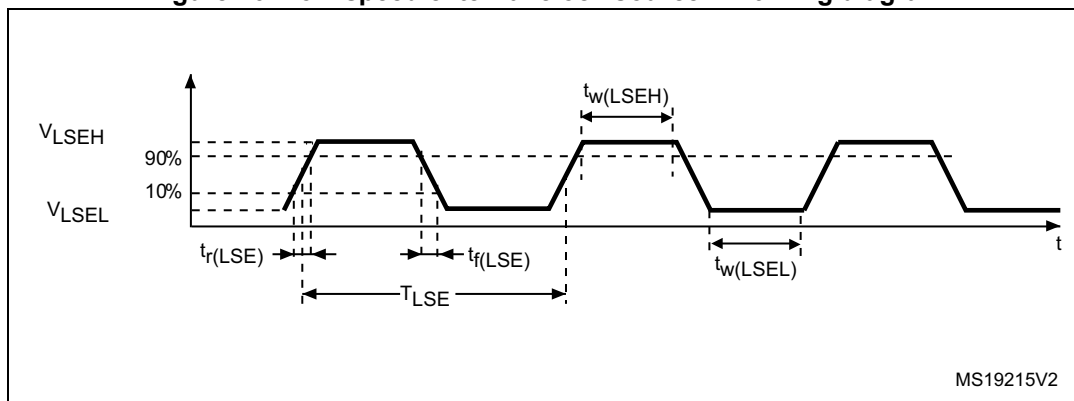 tw(LSEH)
VLSEH
90%
10%
VLSEL
tr(LSE)
tf(LSE)
tw(LSEL)
t
TLSE
MS19215V2